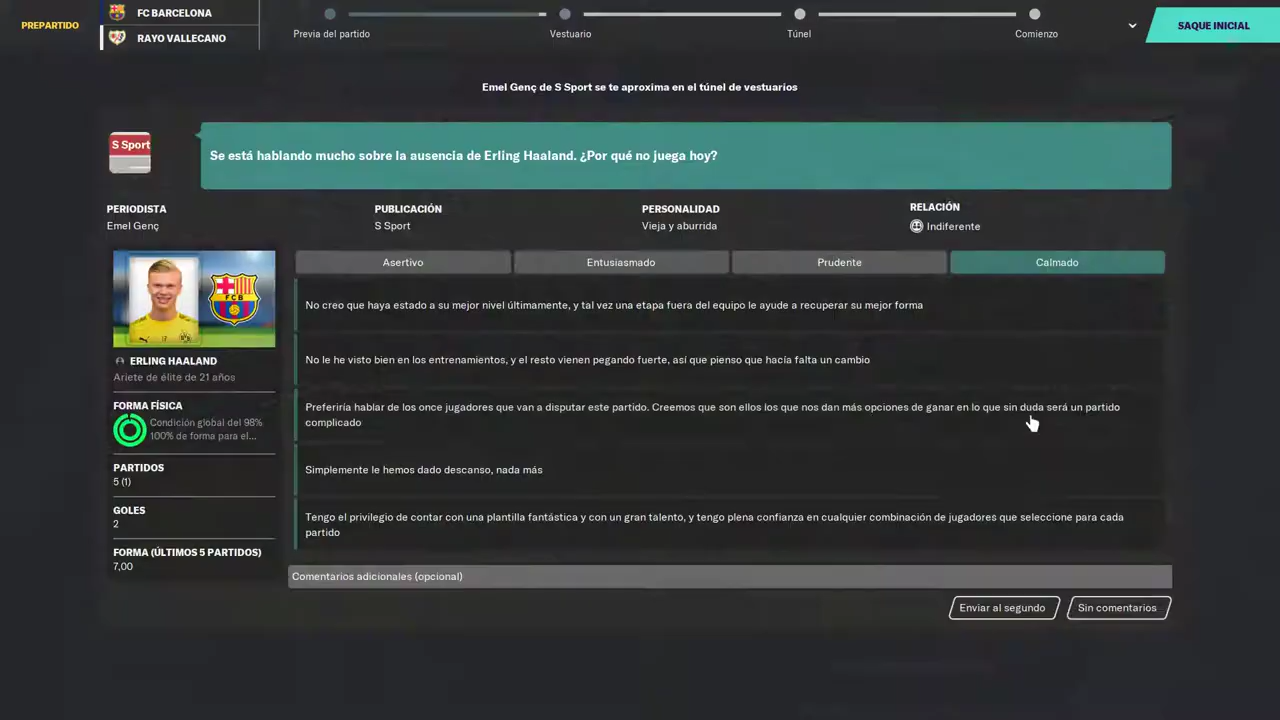 PREPARTIDO
FC BARCELONA
RAYO VALLECANO
Previa del partido
Vestuario
Túnel
Comienzo
SAQUE INICIAL
Emel Genç de S Sport se te aproxima en el túnel de vestuarios
S Sport
Se está hablando mucho sobre la ausencia de Erling Haaland. ¿Por qué no juega hoy?
PERIODISTA
Emel Genç
PUBLICACIÓN
S Sport
PERSONALIDAD
Vieja y aburrida
RELACIÓN
Indiferente
FCB
ERLING HAALAND
Ariete de élite de 21 años
FORMA FÍSICA
Condición global del 98%
100% de forma para el...
PARTIDOS
5 (1)
GOLES
2
FORMA (ÚLTIMOS 5 PARTIDOS)
7,00
Asertivo
Entusiasmado
Prudente
Calmado
No creo que haya estado a su mejor nivel últimamente, y tal vez una etapa fuera del equipo le ayude a recuperar su mejor forma
No le he visto bien en los entrenamientos, y el resto vienen pegando fuerte, así que pienso que hacía falta un cambio
Preferiría hablar de los once jugadores que van a disputar este partido. Creemos que son ellos los que nos dan más opciones de ganar en lo que sin duda será un partido
complicado
Simplemente le hemos dado descanso, nada más
Tengo el privilegio de contar con una plantilla fantástica y con un gran talento, y tengo plena confianza en cualquier combinación de jugadores que seleccione para cada
partido
Comentarios adicionales (opcional)
Enviar al segundo
Sin comentarios